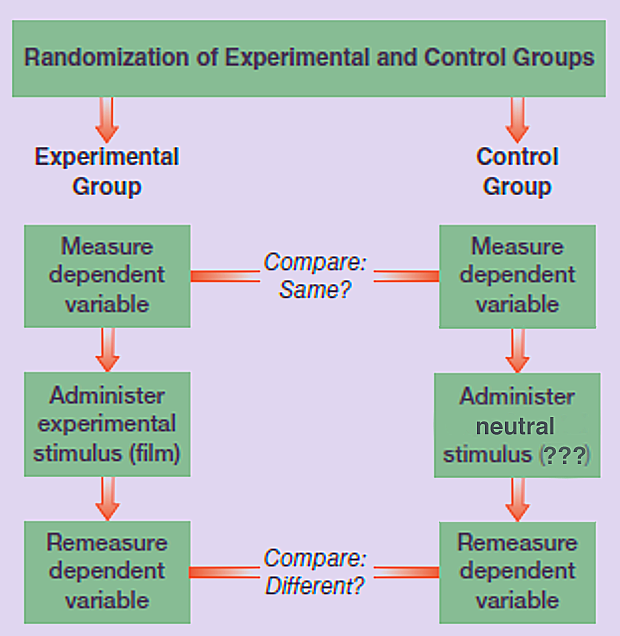 Randomization of Experimental and Control Groups
Experimental
Group
Control
Group
Measure
dependent
variable
Compare:
Same?
Measure
dependent
variable
Administer
experimental
stimulus (film)
Administer
neutral
stimulus (???)
Remeasure
dependent
variable
Compare:
Different?
Remeasure
dependent
variable